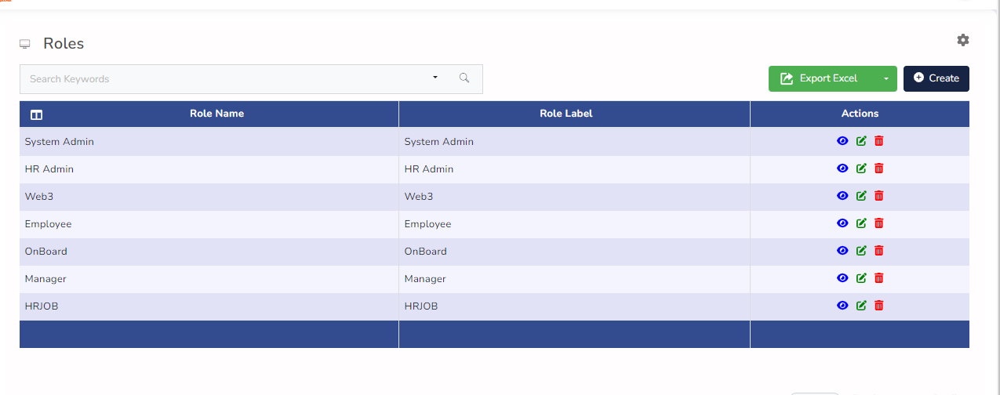 Roles
Search Keywords
Export Excel
Create
Role Name Role Label Actions
System Admin System Admin
HR Admin HR Admin
Web3 Web3
Employee Employee
OnBoard OnBoard
Manager Manager
HRJOB HRJOB